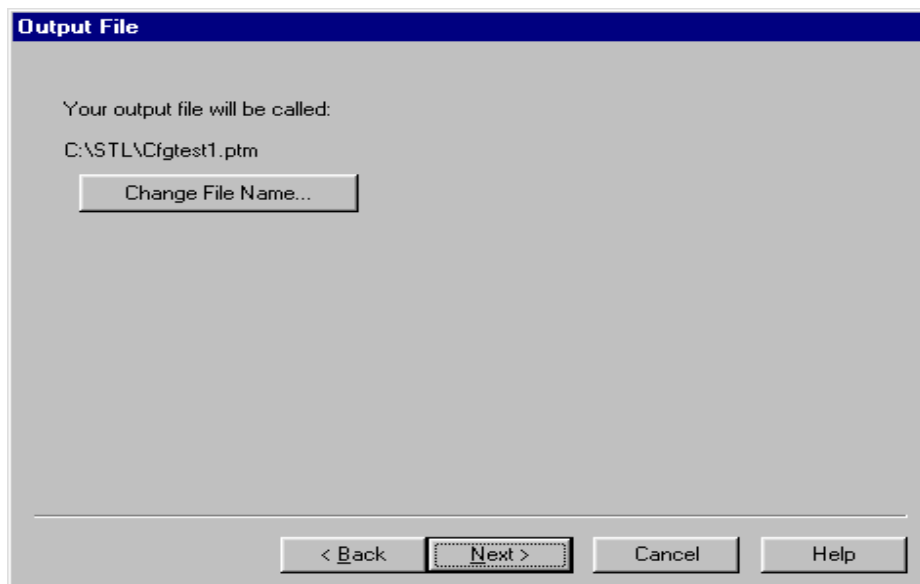 Output File
Your output file will be called:
C:\STL\Cfgtest1.ptm
Change File Name...
< Back Next > Cancel Help